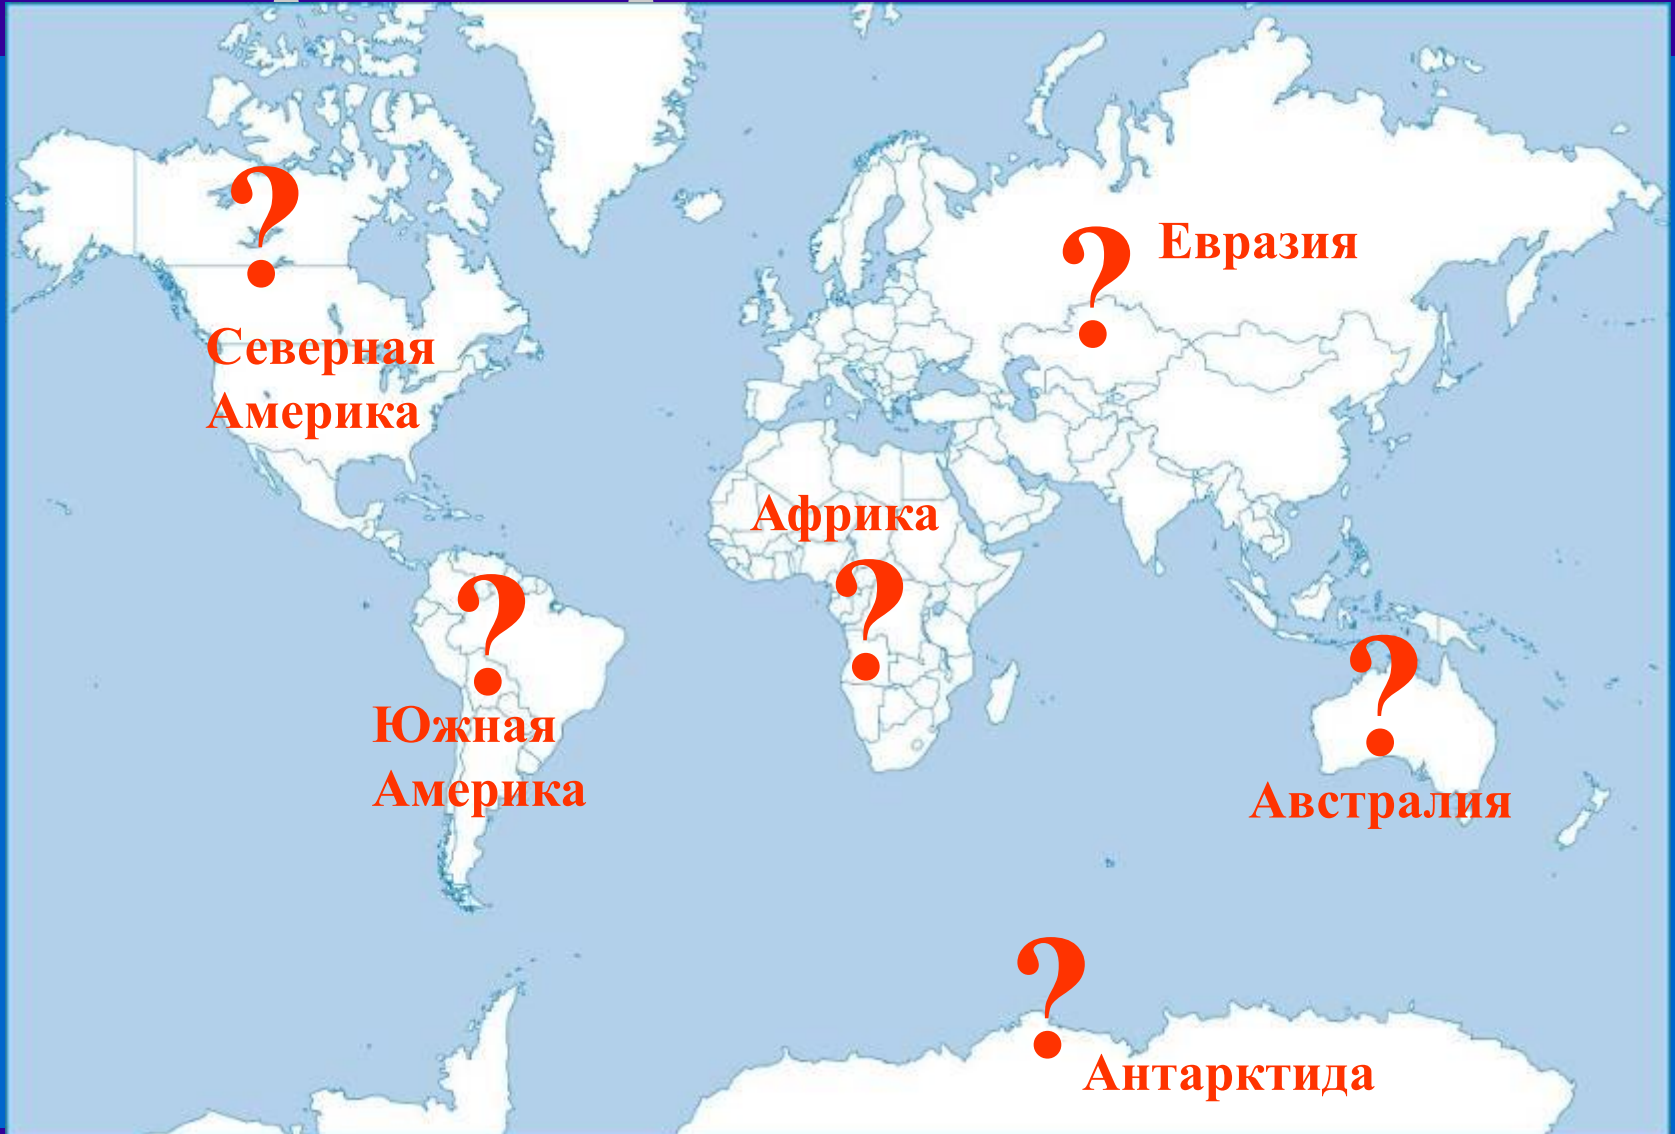 ?
?
Евразия
Северная
Америка
Африка
?
?
Южная
Америка
?
Австралия
?
Антарктида